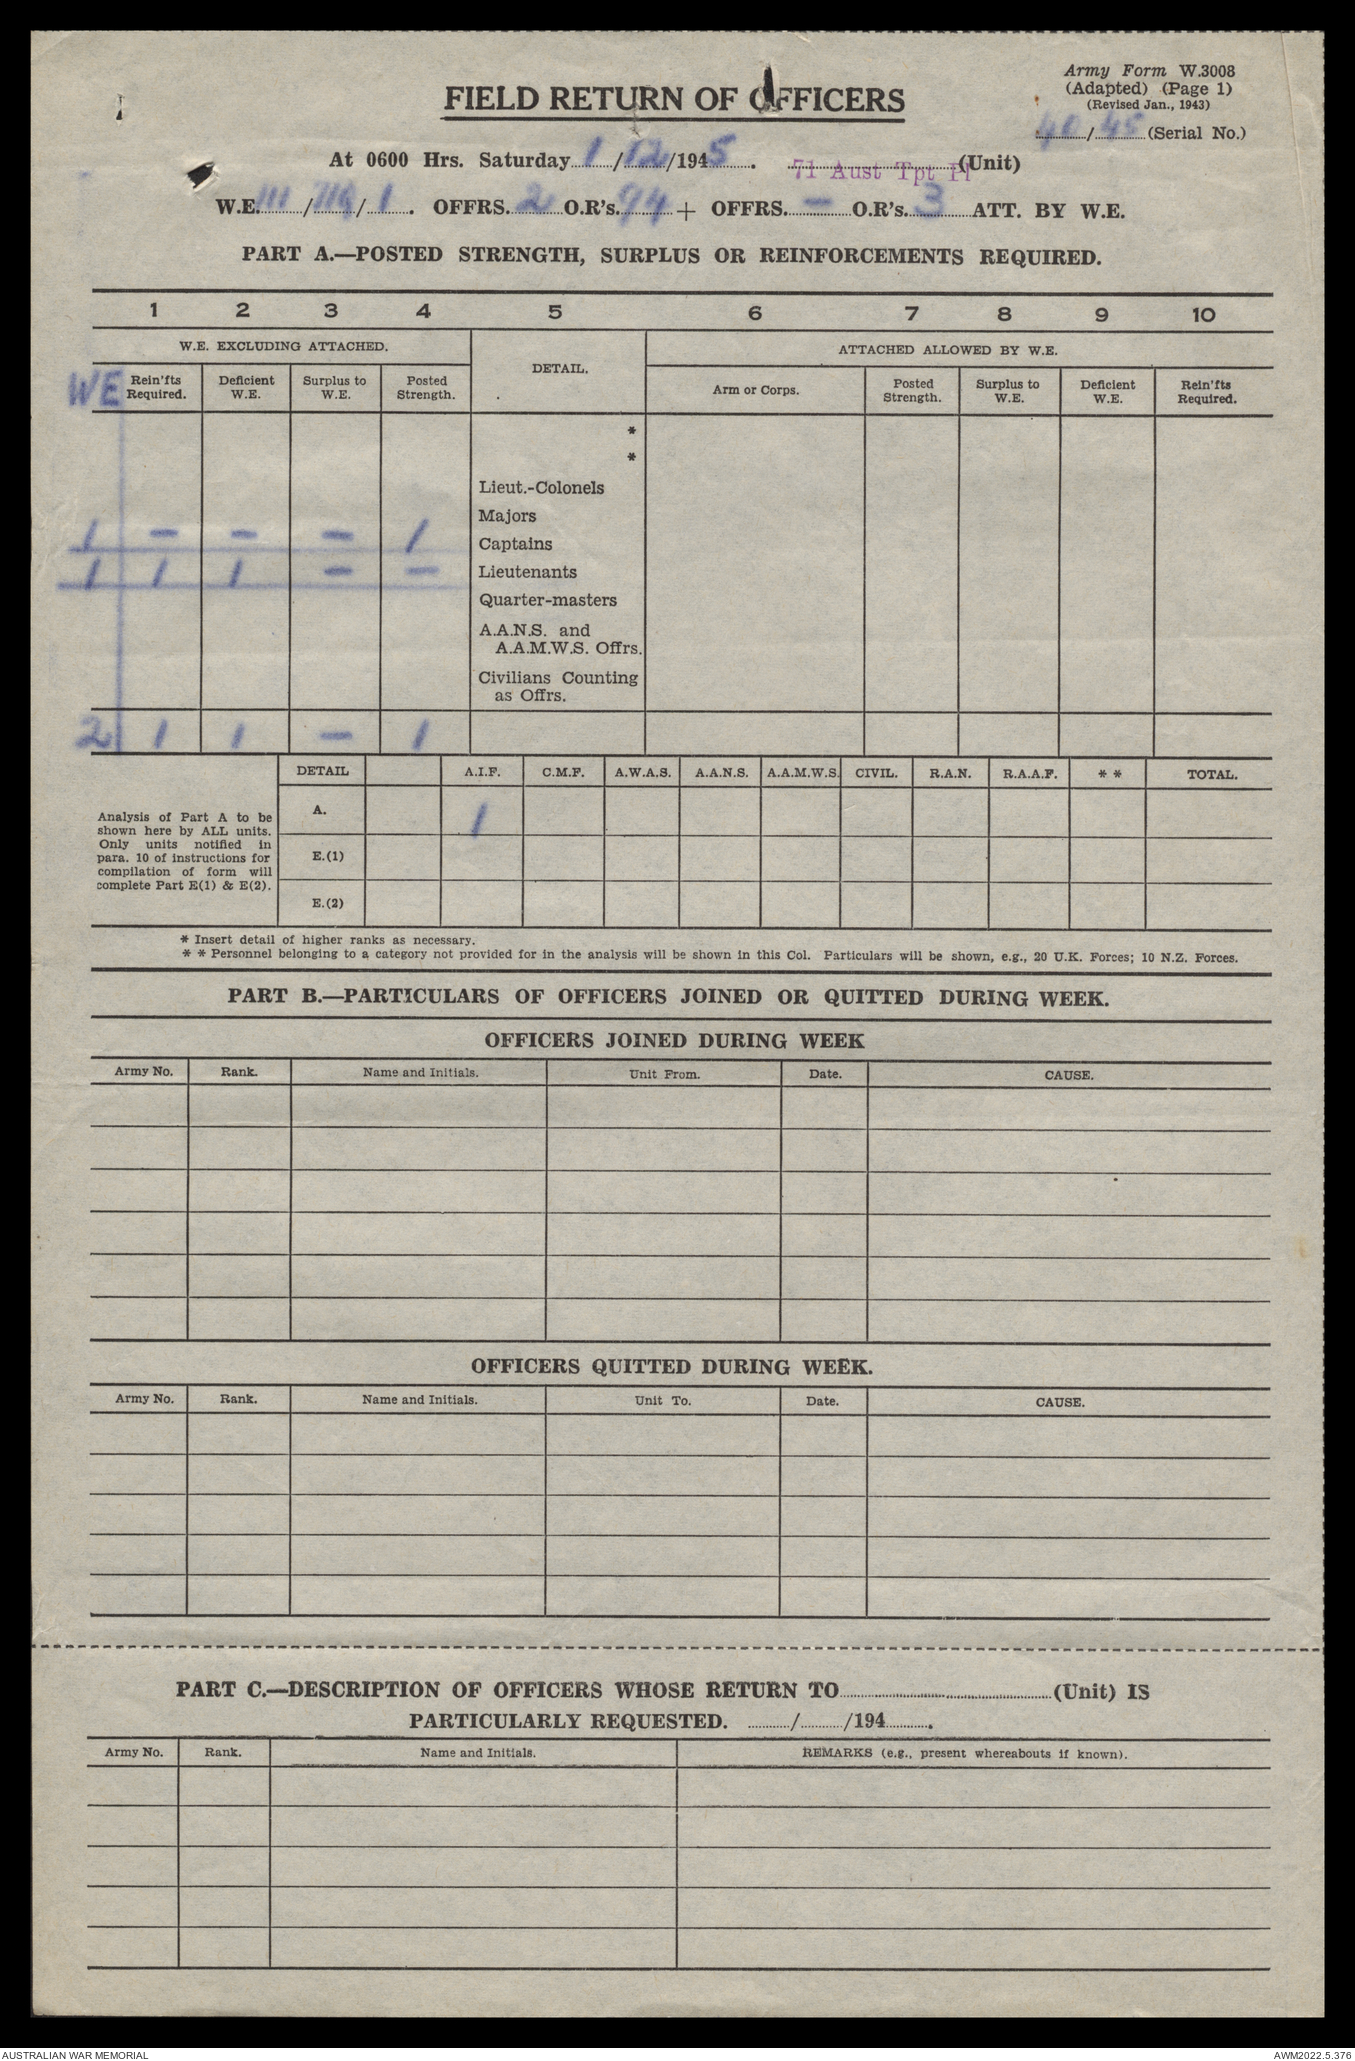 Army Form W.3008
(Adapted) (Page 1)
(Revised Jan., 1943)
40/45 (Serial No.)
FIELD RETURN OF OFFICERS
At 0600 Hrs. Saturday 1/12/1945. 71 Aust Tpt Pl (Unit)
W.E. III/ /1. OFFRS. 2 O.R's. 94 + OFFRS. — O.R's. 3 ATT. BY W.E.
PART A.—POSTED STRENGTH, SURPLUS OR REINFORCEMENTS REQUIRED.
1 2 3 4 5 6 7 8 9 10
W.E. EXCLUDING ATTACHED. DETAIL. ATTACHED ALLOWED BY W.E.
WE Rein'fts Required. Deficient W.E. Surplus to W.E. Posted Strength. Arm or Corps. Posted Strength. Surplus to W.E. Deficient W.E. Rein'fts Required.
*
*
Lieut.-Colonels
Majors
1 — — — 1 Captains
1 1 1 — — Lieutenants
Quarter-masters
A.A.N.S. and
A.A.M.W.S. Offrs.
Civilians Counting
as Offrs.
2 1 1 — 1
DETAIL A.I.F. C.M.F. A.W.A.S. A.A.N.S. A.A.M.W.S. CIVIL. R.A.N. R.A.A.F. * * TOTAL.
Analysis of Part A to be
shown here by ALL units.
Only units notified in
para. 10 of instructions for
compilation of form will
complete Part E(1) & E(2).
A. 1
E.(1)
E.(2)
* Insert detail of higher ranks as necessary.
* * Personnel belonging to a category not provided for in the analysis will be shown in this Col. Particulars will be shown, e.g., 20 U.K. Forces; 10 N.Z. Forces.
PART B.—PARTICULARS OF OFFICERS JOINED OR QUITTED DURING WEEK.
OFFICERS JOINED DURING WEEK
Army No. Rank. Name and Initials. Unit From. Date. CAUSE.
OFFICERS QUITTED DURING WEEK.
Army No. Rank. Name and Initials. Unit To. Date. CAUSE.
PART C.—DESCRIPTION OF OFFICERS WHOSE RETURN TO (Unit) IS
PARTICULARLY REQUESTED. / /194 .
Army No. Rank. Name and Initials. REMARKS (e.g., present whereabouts if known).
AUSTRALIAN WAR MEMORIAL AWM2022.5.376